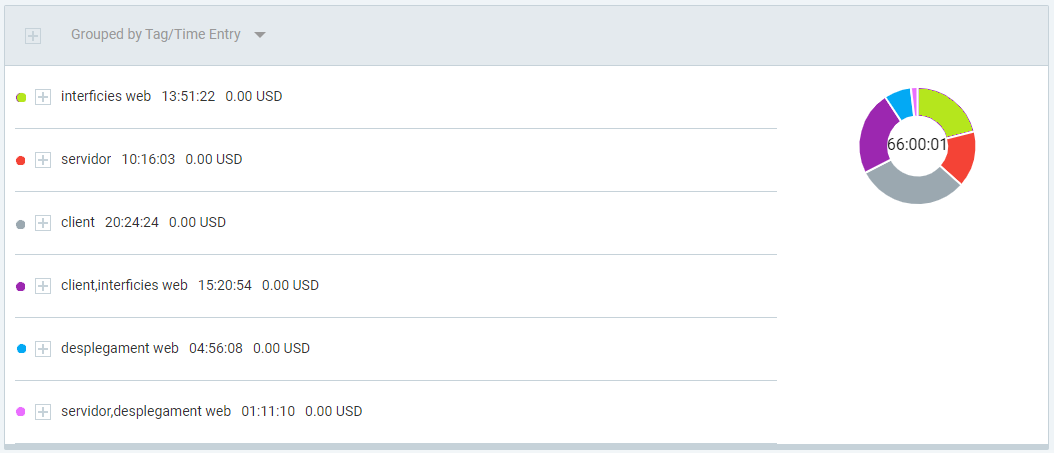 Grouped by Tag/Time Entry
interficies web 13:51:22 0.00 USD
66:00:01
servidor 10:16:03 0.00 USD
client 20:24:24 0.00 USD
client,interficies web 15:20:54 0.00 USD
desplegament web 04:56:08 0.00 USD
servidor,desplegament web 01:11:10 0.00 USD